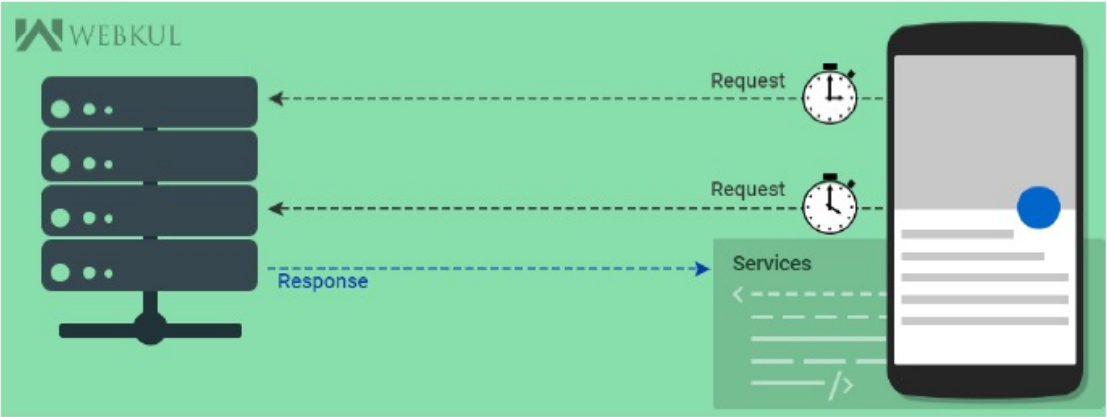 WEBKUL
Request
Request
Services
Response